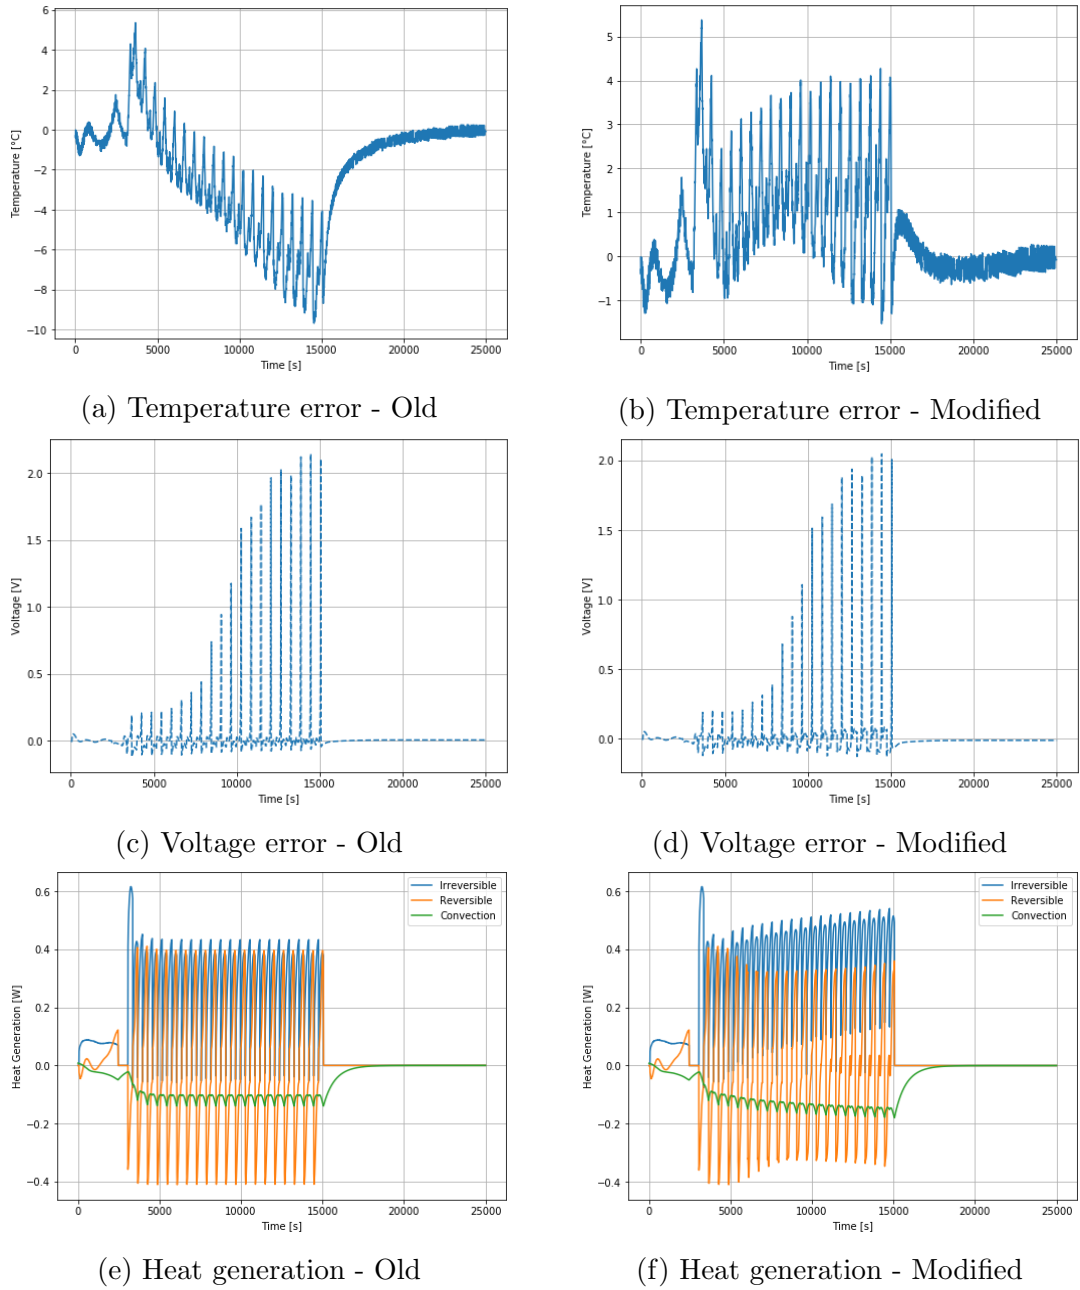 6
4
2
0
−2
−4
−6
−8
−10
Temperature [°C]
0 5000 10000 15000 20000 25000
Time [s]
5
4
3
2
1
0
−1
Temperature [°C]
0 5000 10000 15000 20000 25000
Time [s]
(a) Temperature error - Old
(b) Temperature error - Modified
2.0
1.5
1.0
0.5
0.0
Voltage [V]
0 5000 10000 15000 20000 25000
Time [s]
2.0
1.5
1.0
0.5
0.0
Voltage [V]
0 5000 10000 15000 20000 25000
Time [s]
(c) Voltage error - Old
(d) Voltage error - Modified
0.6
0.4
0.2
0.0
−0.2
−0.4
Heat Generation [W]
Irreversible
Reversible
Convection
0 5000 10000 15000 20000 25000
Time [s]
0.6
0.4
0.2
0.0
−0.2
−0.4
Heat Generation [W]
Irreversible
Reversible
Convection
0 5000 10000 15000 20000 25000
Time [s]
(e) Heat generation - Old
(f) Heat generation - Modified